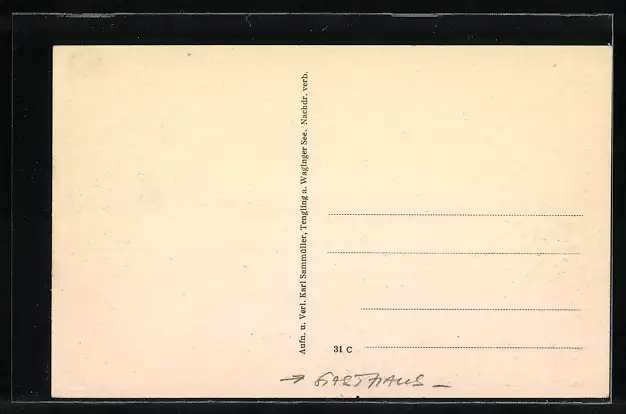 Aufn. u. Verl. Karl Sammüller, Tengling a. Waginger See. Nachdr. verb.
31 C
→ GASTHAUS –